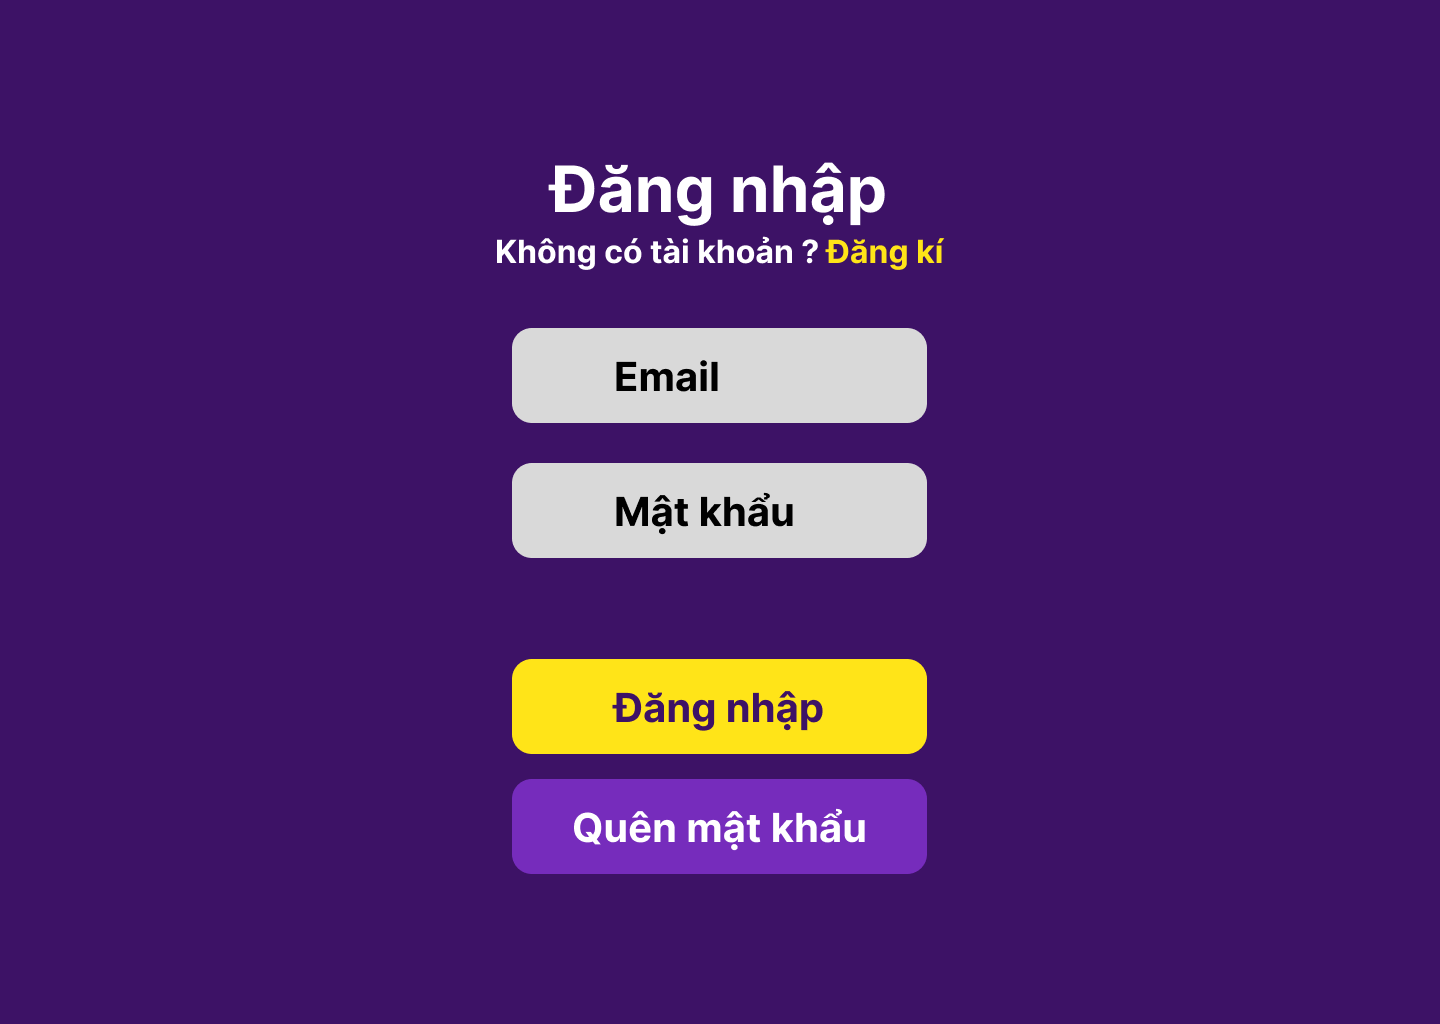 Đăng nhập
Không có tài khoản ? Đăng kí
Email
Mật khẩu
Đăng nhập
Quên mật khẩu